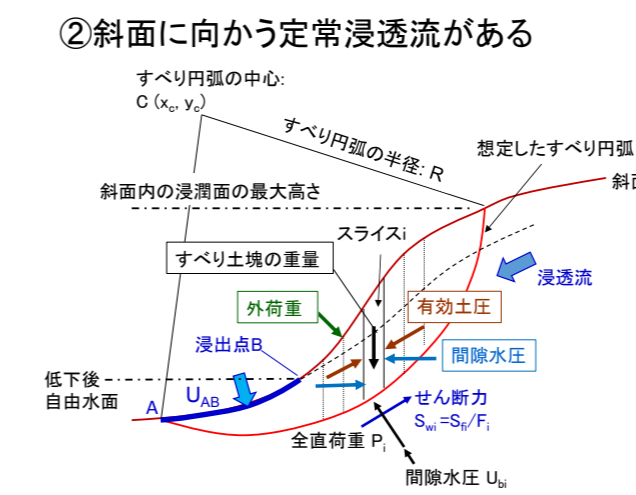 ②斜面に向かう定常浸透流がある
すべり円弧の中心:
C (xc, yc)
すべり円弧の半径: R
想定したすべり円弧
斜面内の浸潤面の最大高さ
斜面
スライスi
すべり土塊の重量
浸透流
外荷重
有効土圧
浸出点B
間隙水圧
低下後
自由水面
A
UAB
せん断力
Swi =Sfi/Fi
全直荷重 Pi
間隙水圧 Ubi